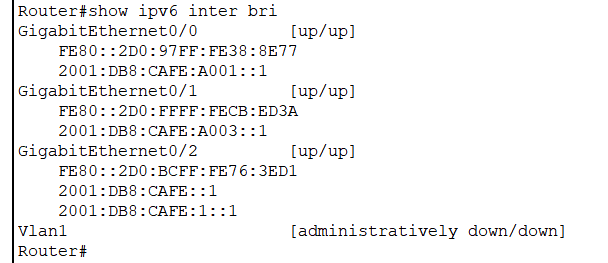 Router#show ipv6 inter bri
GigabitEthernet0/0 [up/up]
FE80::2D0:97FF:FE38:8E77
2001:DB8:CAFE:A001::1
GigabitEthernet0/1 [up/up]
FE80::2D0:FFFF:FECB:ED3A
2001:DB8:CAFE:A003::1
GigabitEthernet0/2 [up/up]
FE80::2D0:BCFF:FE76:3ED1
2001:DB8:CAFE::1
2001:DB8:CAFE:1::1
Vlan1 [administratively down/down]
Router#